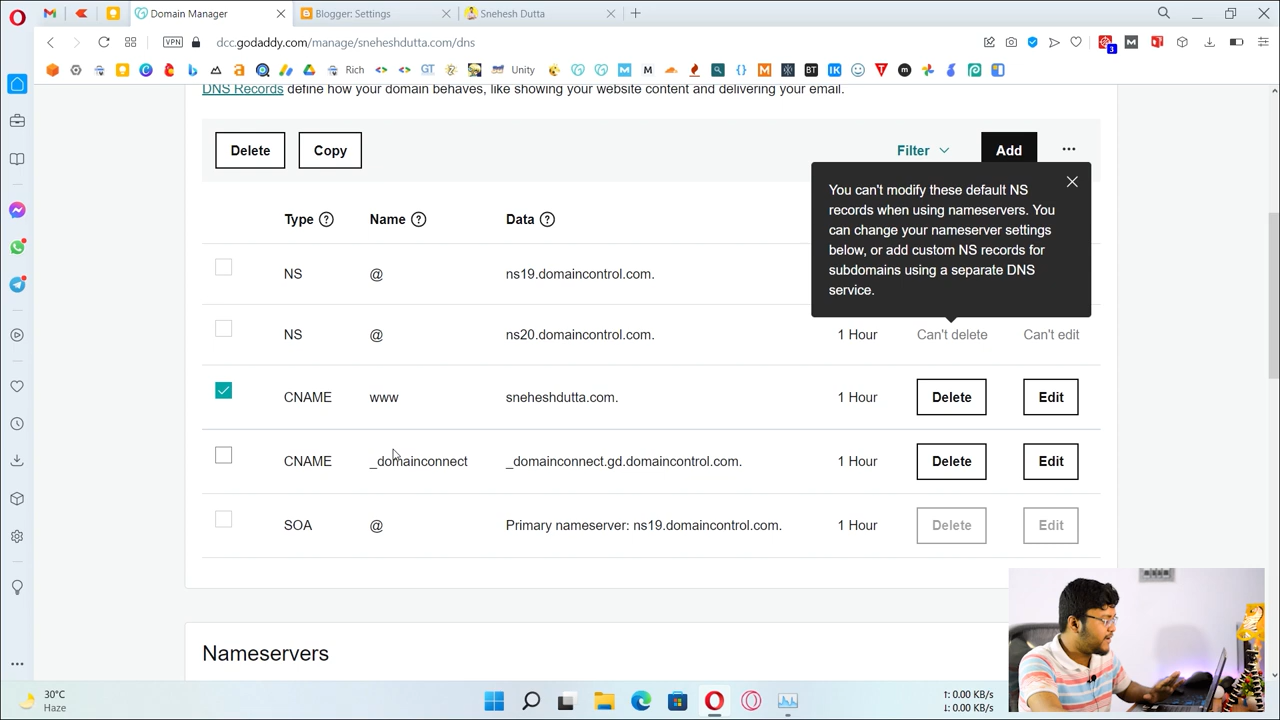 Domain Manager
Blogger: Settings
Snehesh Dutta
VPN
dcc.godaddy.com/manage/sneheshdutta.com/dns
3
Rich
Unity
DNS Records define how your domain behaves, like showing your website content and delivering your email.
Delete
Copy
Filter
Add
You can't modify these default NS
records when using nameservers. You
can change your nameserver settings
below, or add custom NS records for
subdomains using a separate DNS
service.
Type
Name
Data
NS @ ns19.domaincontrol.com.
NS @ ns20.domaincontrol.com. 1 Hour Can't delete Can't edit
CNAME www sneheshdutta.com. 1 Hour Delete Edit
CNAME _domainconnect _domainconnect.gd.domaincontrol.com. 1 Hour Delete Edit
SOA @ Primary nameserver: ns19.domaincontrol.com. 1 Hour Delete Edit
Nameservers
30°C
Haze
↑: 0.00 KB/s
↓: 0.00 KB/s